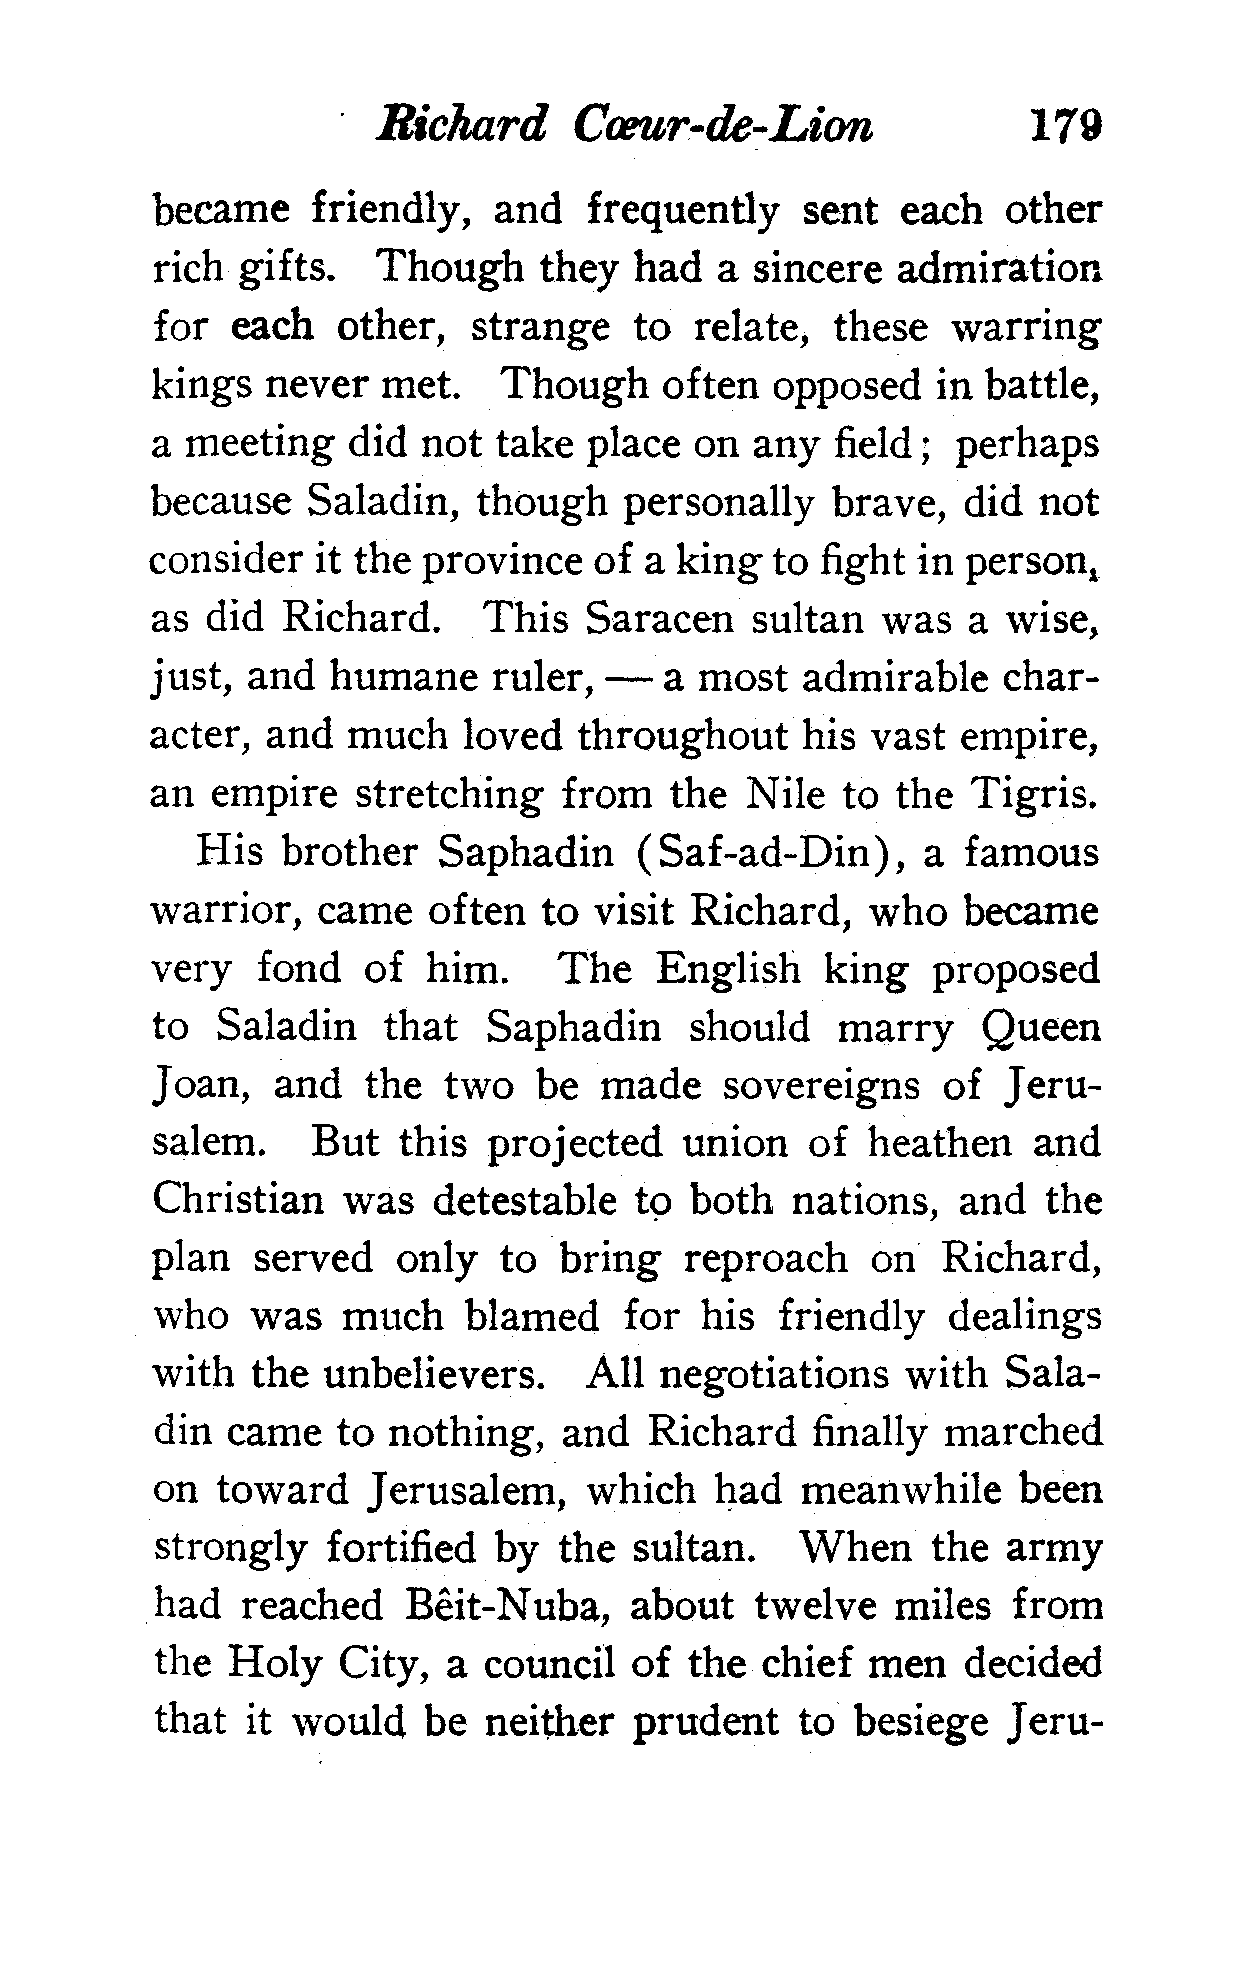 Richard Cœur-de-Lion 179
became friendly, and frequently sent each other
rich gifts. Though they had a sincere admiration
for each other, strange to relate, these warring
kings never met. Though often opposed in battle,
a meeting did not take place on any field; perhaps
because Saladin, though personally brave, did not
consider it the province of a king to fight in person,
as did Richard. This Saracen sultan was a wise,
just, and humane ruler, — a most admirable char-
acter, and much loved throughout his vast empire,
an empire stretching from the Nile to the Tigris.
His brother Saphadin (Saf-ad-Din), a famous
warrior, came often to visit Richard, who became
very fond of him. The English king proposed
to Saladin that Saphadin should marry Queen
Joan, and the two be made sovereigns of Jeru-
salem. But this projected union of heathen and
Christian was detestable to both nations, and the
plan served only to bring reproach on Richard,
who was much blamed for his friendly dealings
with the unbelievers. All negotiations with Sala-
din came to nothing, and Richard finally marched
on toward Jerusalem, which had meanwhile been
strongly fortified by the sultan. When the army
had reached Bêit-Nuba, about twelve miles from
the Holy City, a council of the chief men decided
that it would be neither prudent to besiege Jeru-